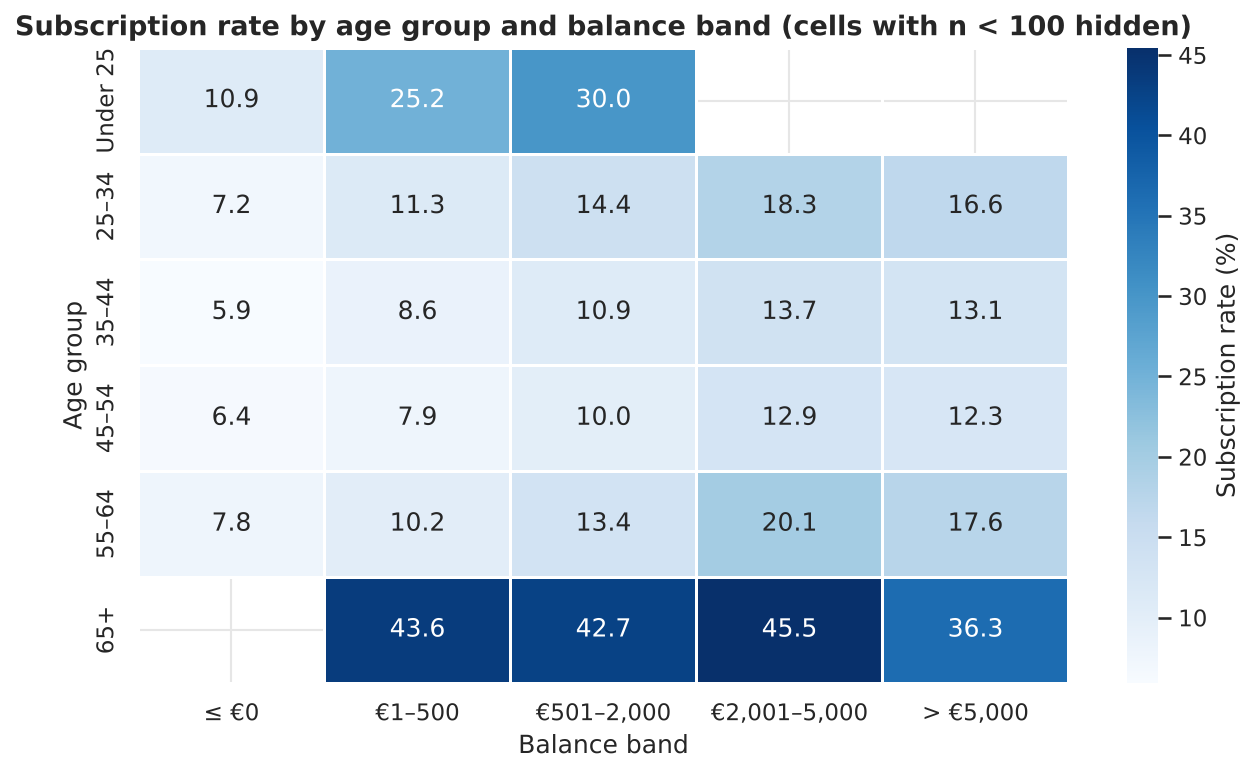 Subscription rate by age group and balance band (cells with n < 100 hidden)
Under 25
10.9 25.2 30.0
25–34
7.2 11.3 14.4 18.3 16.6
35–44
5.9 8.6 10.9 13.7 13.1
45–54
6.4 7.9 10.0 12.9 12.3
55–64
7.8 10.2 13.4 20.1 17.6
65+
43.6 42.7 45.5 36.3
Age group
≤ €0 €1–500 €501–2,000 €2,001–5,000 > €5,000
Balance band
45
40
35
30
25
20
15
10
Subscription rate (%)